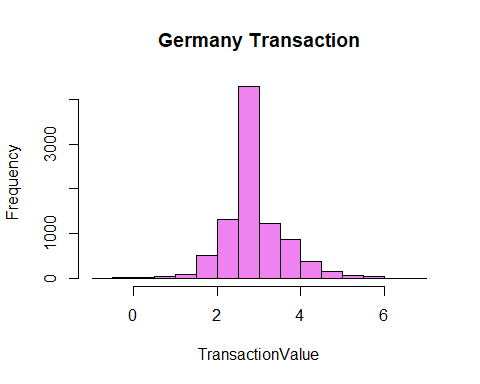 Germany Transaction
Frequency
3000
1000
0
0 2 4 6
TransactionValue